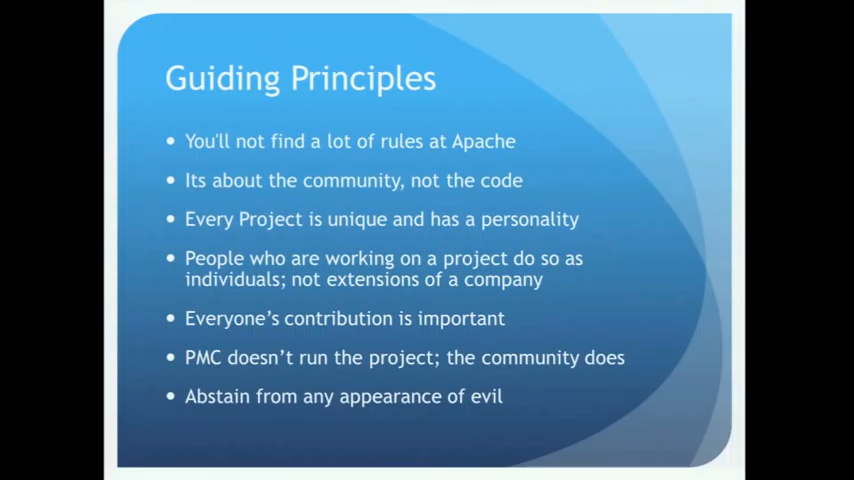 Guiding Principles
• You'll not find a lot of rules at Apache
• Its about the community, not the code
• Every Project is unique and has a personality
• People who are working on a project do so as
individuals; not extensions of a company
• Everyone’s contribution is important
• PMC doesn’t run the project; the community does
• Abstain from any appearance of evil